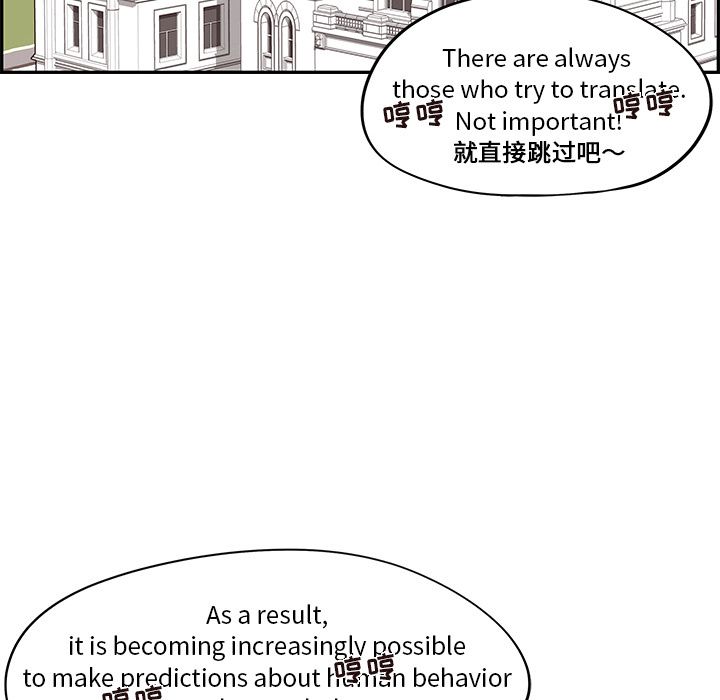 There are always
those who try to translate.
哼哼
哼哼
Not important!
就直接跳过吧～
As a result,
it is becoming increasingly possible
to make predictions about human behavior
哼哼
哼哼